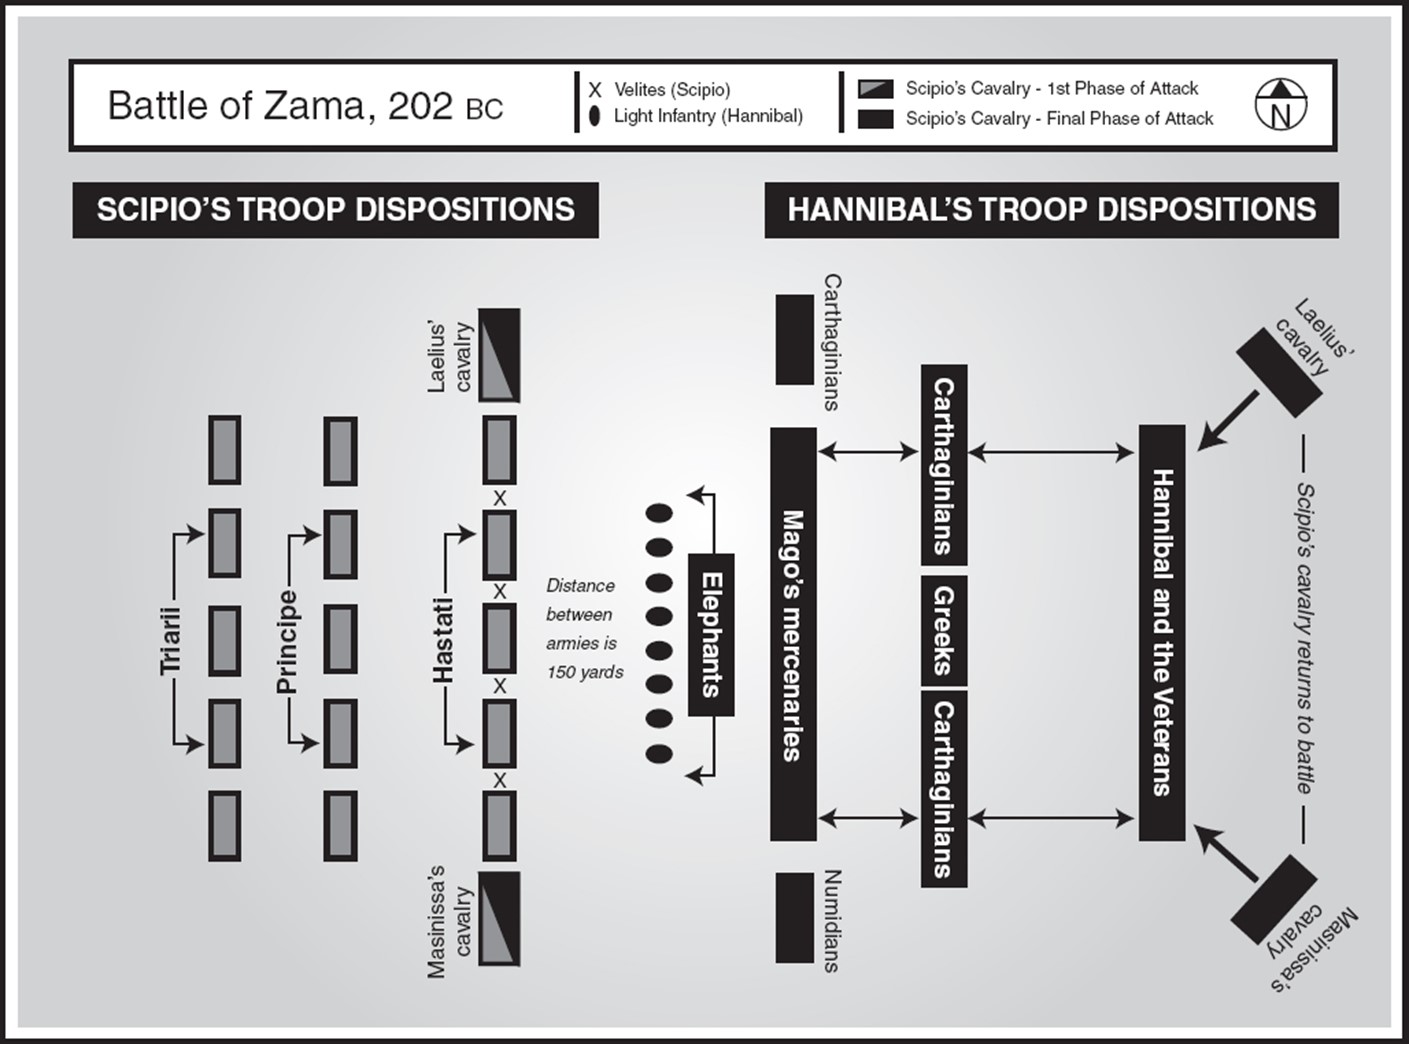 Battle of Zama, 202 BC
X Velites (Scipio)
Light Infantry (Hannibal)
Scipio's Cavalry - 1st Phase of Attack
Scipio's Cavalry - Final Phase of Attack
N
SCIPIO'S TROOP DISPOSITIONS
HANNIBAL'S TROOP DISPOSITIONS
Laelius'
cavalry
Triarii
Principe
Hastati
X
X
X
X
Masinissa's
cavalry
Distance
between
armies is
150 yards
Elephants
Carthaginians
Mago's mercenaries
Numidians
Carthaginians
Greeks
Carthaginians
Hannibal and the Veterans
Laelius'
cavalry
Scipio's cavalry returns to battle
Masinissa's
cavalry